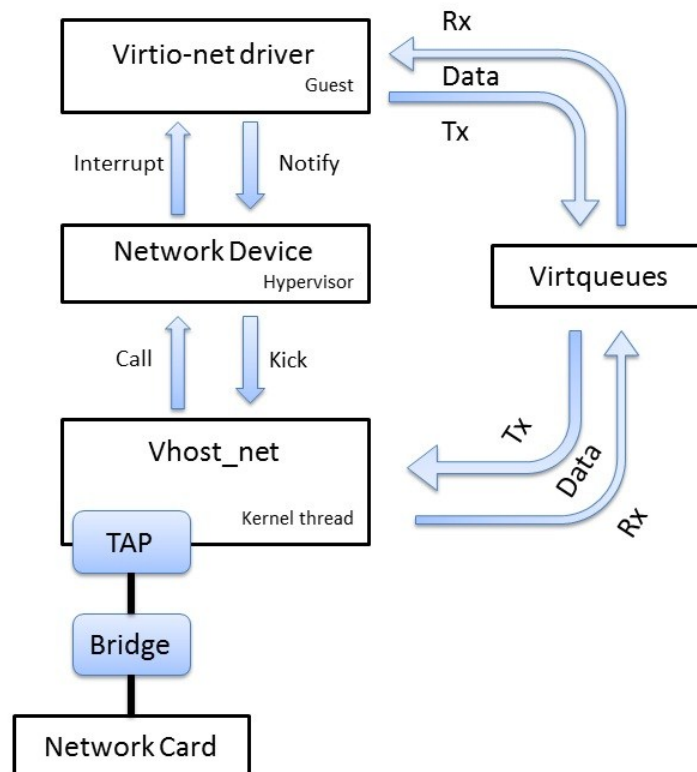 Rx
Virtio-net driver
Guest
Data
Tx
Interrupt
Notify
Network Device
Hypervisor
Virtqueues
Call
Kick
Vhost_net
Kernel thread
Tx
Data
Rx
TAP
Bridge
Network Card